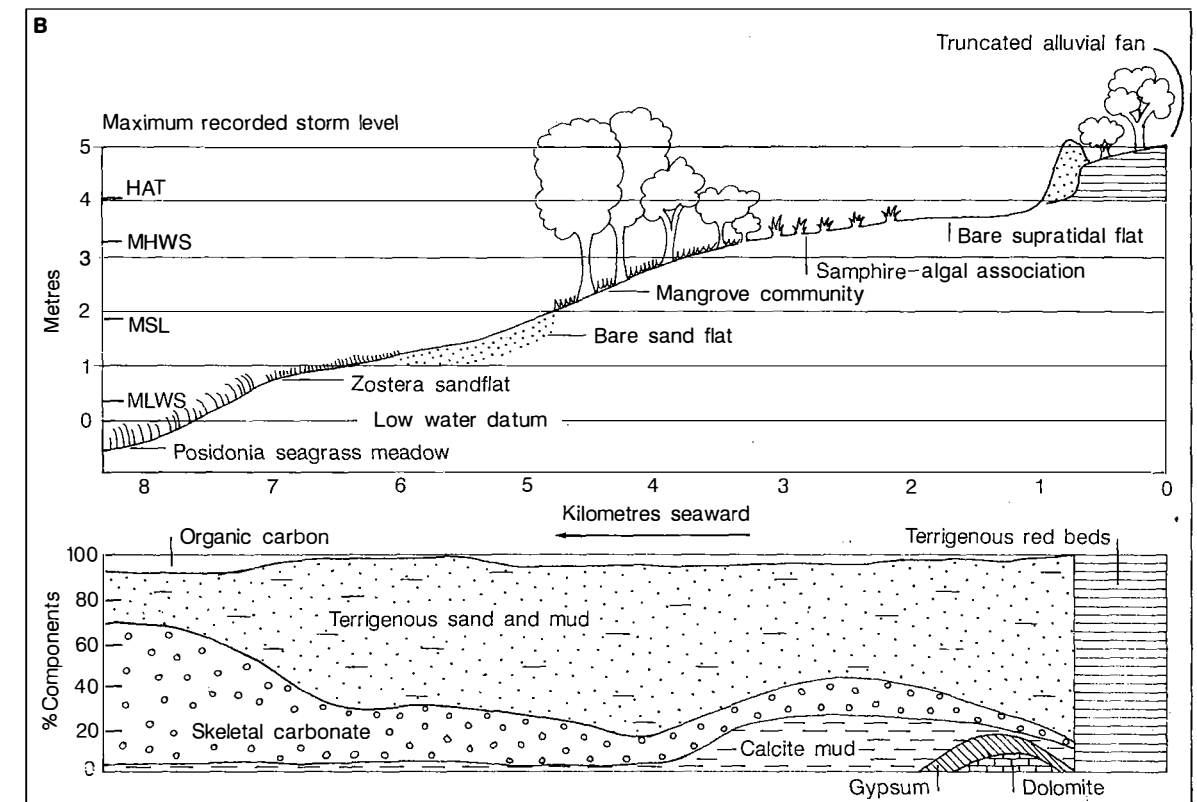 B
Truncated alluvial fan
Maximum recorded storm level
5
HAT
4
MHWS
3
Bare supratidal flat
Samphire-algal association
Mangrove community
Metres
2
MSL
Bare sand flat
1
Zostera sandflat
MLWS
0
Low water datum
Posidonia seagrass meadow
8 7 6 5 4 3 2 1 0
Kilometres seaward
Organic carbon
Terrigenous red beds
100
80
Terrigenous sand and mud
60
%Components
40
20
Skeletal carbonate
Calcite mud
0
Gypsum
Dolomite